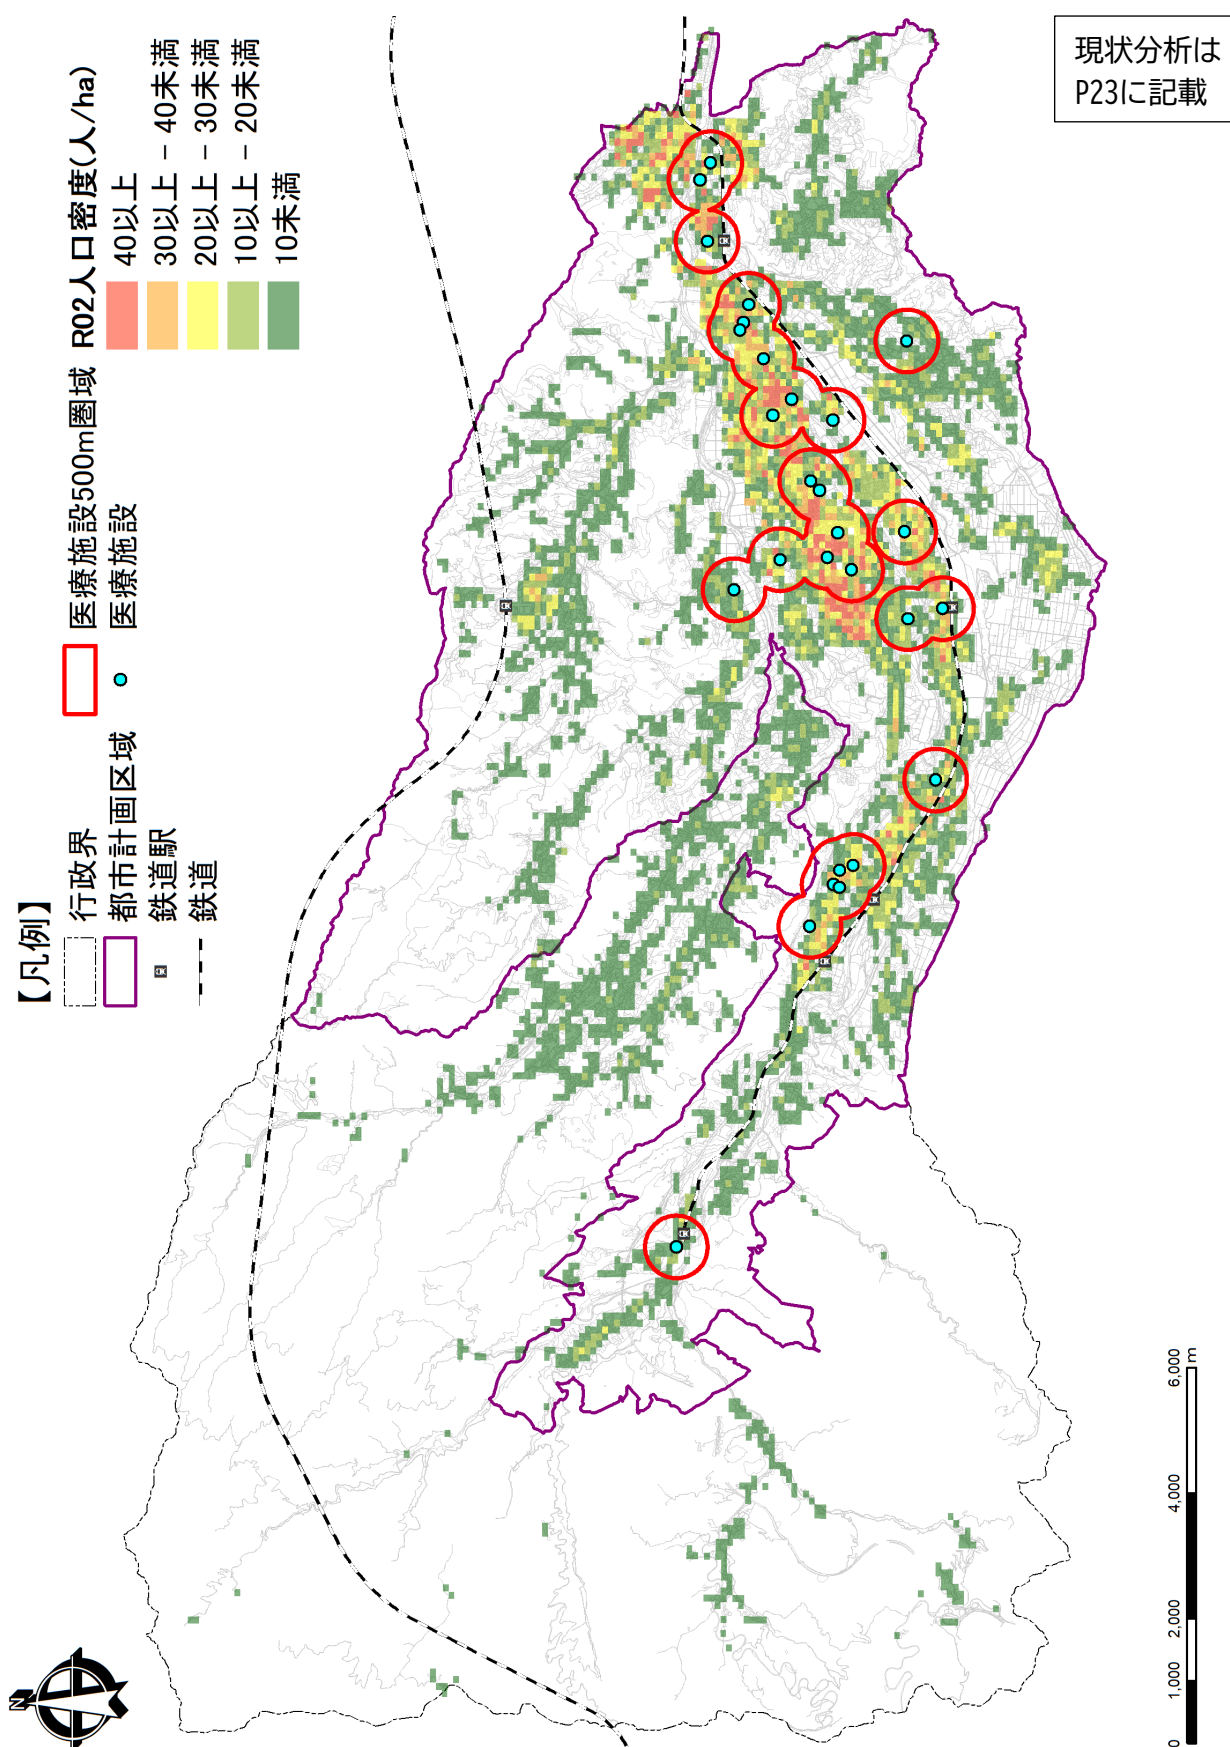 【凡例】
行政界
都市計画区域
鉄道駅
鉄道
医療施設500m圏域
医療施設
R02人口密度(人/ha)
40以上
30以上 - 40未満
20以上 - 30未満
10以上 - 20未満
10未満
現状分析は
P23に記載
N
0 1,000 2,000 4,000 6,000
m